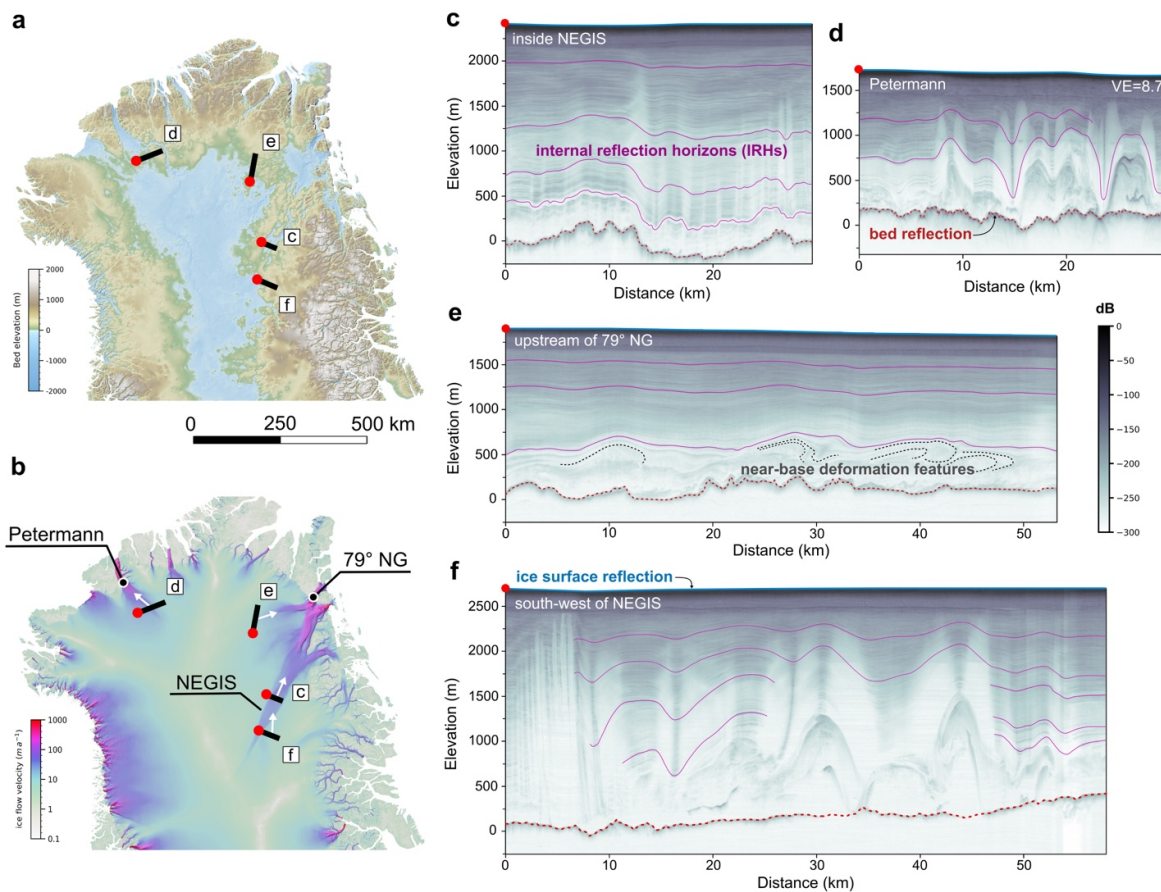 a
d
e
c
f
2000
1000
0
-1000
-2000
Bed elevation (m)
0 250 500 km
b
Petermann
79° NG
d
e
NEGIS
c
f
1000
100
10
1
0.1
ice flow velocity (m a⁻¹)
c
inside NEGIS
internal reflection horizons (IRHs)
2000
1500
1000
500
0
Elevation (m)
0 10 20
Distance (km)
d
Petermann
VE=8.7
1500
1000
500
0
bed reflection
0 10 20
Distance (km)
e
upstream of 79° NG
near-base deformation features
1500
1000
500
0
Elevation (m)
0 10 20 30 40 50
Distance (km)
dB
0
−50
−100
−150
−200
−250
−300
f
ice surface reflection
south-west of NEGIS
2500
2000
1500
1000
500
0
Elevation (m)
0 10 20 30 40 50
Distance (km)